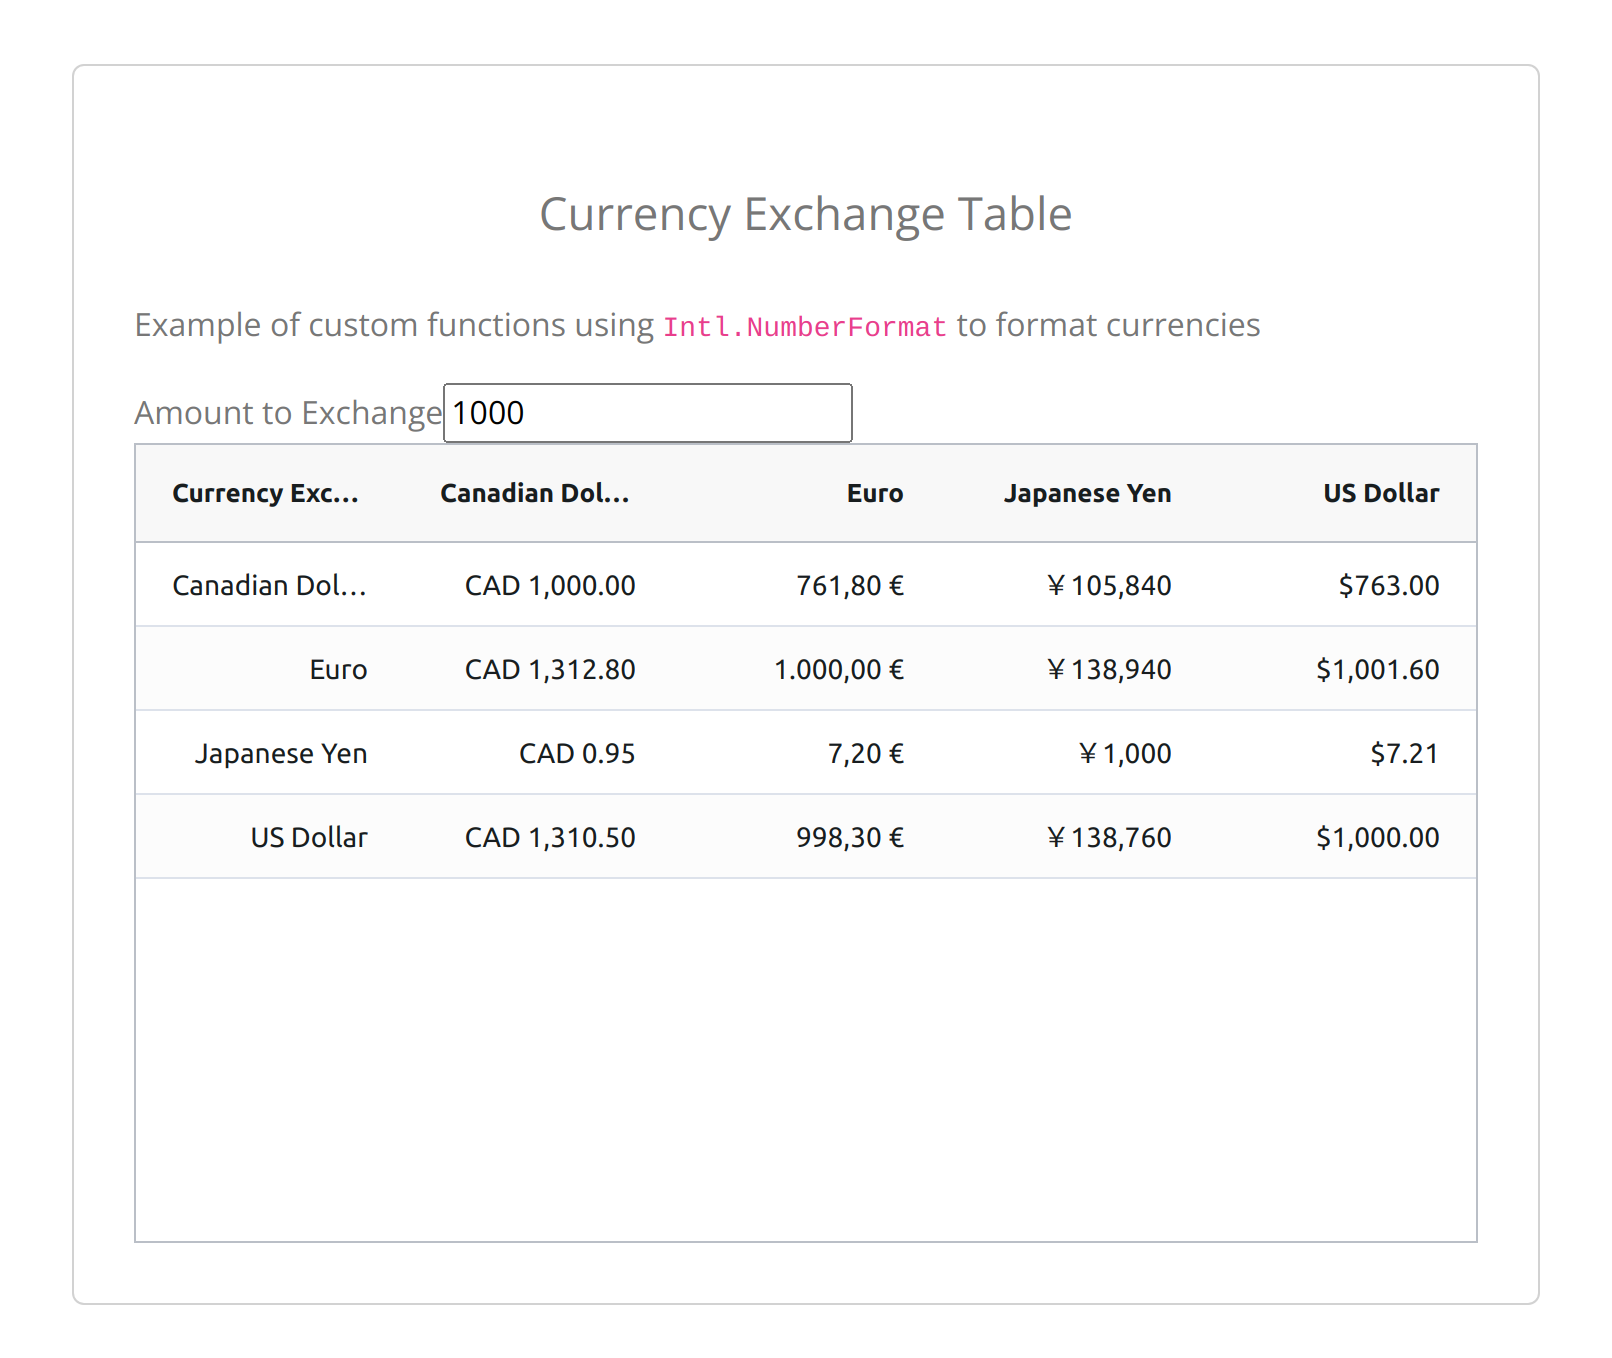 Currency Exchange Table
Example of custom functions using Intl.NumberFormat to format currencies
Amount to Exchange 1000
Currency Exc... Canadian Dol... Euro Japanese Yen US Dollar
Canadian Dol... CAD 1,000.00 761,80 € ￥105,840 $763.00
Euro CAD 1,312.80 1.000,00 € ￥138,940 $1,001.60
Japanese Yen CAD 0.95 7,20 € ￥1,000 $7.21
US Dollar CAD 1,310.50 998,30 € ￥138,760 $1,000.00